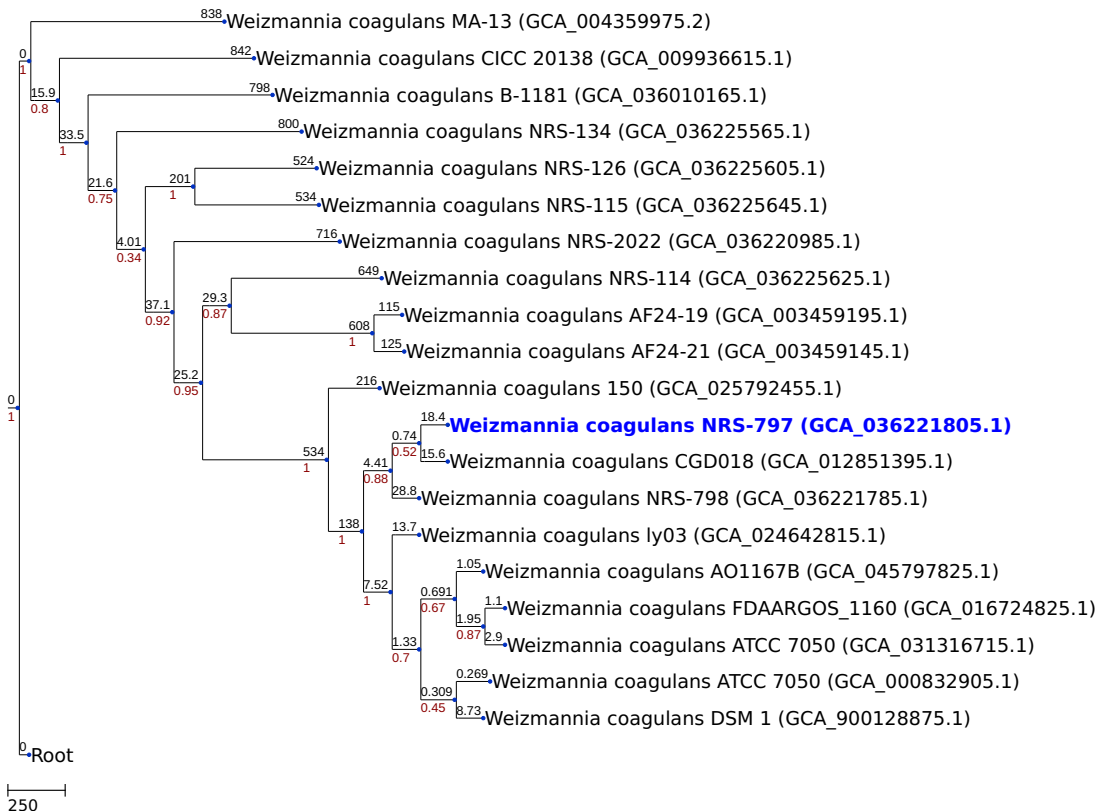 838 Weizmannia coagulans MA-13 (GCA_004359975.2)
842 Weizmannia coagulans CICC 20138 (GCA_009936615.1)
0
1
15.9
0.8
798 Weizmannia coagulans B-1181 (GCA_036010165.1)
33.5
1
800 Weizmannia coagulans NRS-134 (GCA_036225565.1)
524 Weizmannia coagulans NRS-126 (GCA_036225605.1)
21.6
0.75
201
1
534 Weizmannia coagulans NRS-115 (GCA_036225645.1)
716 Weizmannia coagulans NRS-2022 (GCA_036220985.1)
4.01
0.34
649 Weizmannia coagulans NRS-114 (GCA_036225625.1)
37.1
0.92
29.3
0.87
115 Weizmannia coagulans AF24-19 (GCA_003459195.1)
608
1
125 Weizmannia coagulans AF24-21 (GCA_003459145.1)
25.2
0.95
216 Weizmannia coagulans 150 (GCA_025792455.1)
0
1
18.4 Weizmannia coagulans NRS-797 (GCA_036221805.1)
0.74
0.52
15.6 Weizmannia coagulans CGD018 (GCA_012851395.1)
534
1
4.41
0.88
28.8 Weizmannia coagulans NRS-798 (GCA_036221785.1)
138
1
13.7 Weizmannia coagulans ly03 (GCA_024642815.1)
1.05 Weizmannia coagulans AO1167B (GCA_045797825.1)
7.52
1
0.691
0.67
1.1 Weizmannia coagulans FDAARGOS_1160 (GCA_016724825.1)
1.95
0.87
2.9 Weizmannia coagulans ATCC 7050 (GCA_031316715.1)
1.33
0.7
0.269 Weizmannia coagulans ATCC 7050 (GCA_000832905.1)
0.309
0.45
8.73 Weizmannia coagulans DSM 1 (GCA_900128875.1)
0 Root
250